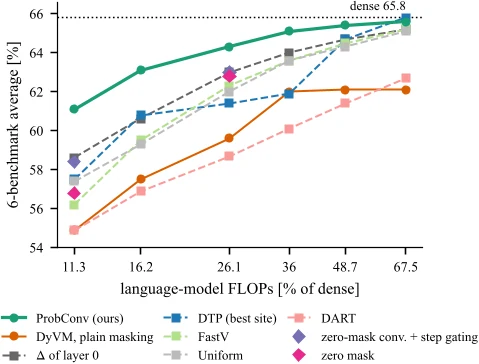 dense 65.8
66
64
62
60
58
56
54
6-benchmark average [%]
11.3 16.2 26.1 36 48.7 67.5
language-model FLOPs [% of dense]
ProbConv (ours) DTP (best site) DART
DyVM, plain masking FastV zero-mask conv. + step gating
Δ of layer 0 Uniform zero mask